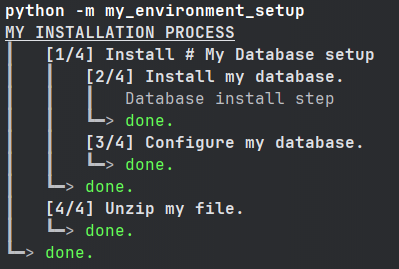 python -m my_environment_setup
MY INSTALLATION PROCESS
[1/4] Install # My Database setup
[2/4] Install my database.
Database install step
└─> done.
[3/4] Configure my database.
└─> done.
└─> done.
[4/4] Unzip my file.
└─> done.
└─> done.